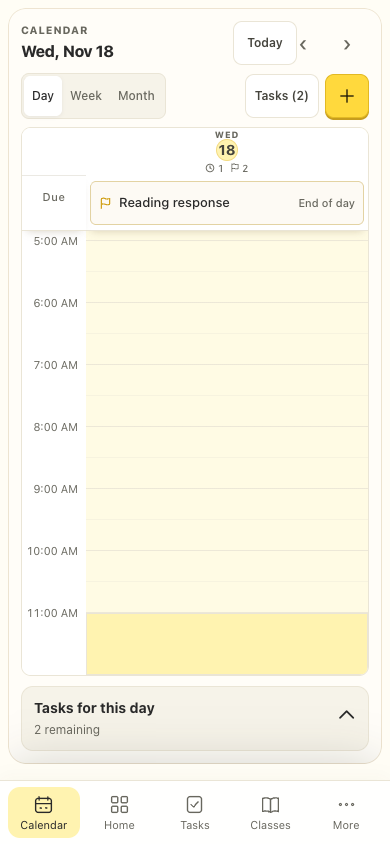 CALENDAR
Wed, Nov 18
Today
Day Week Month
Tasks (2)
WED
18
1 2
Due
Reading response End of day
5:00 AM
6:00 AM
7:00 AM
8:00 AM
9:00 AM
10:00 AM
11:00 AM
Tasks for this day
2 remaining
Calendar Home Tasks Classes More